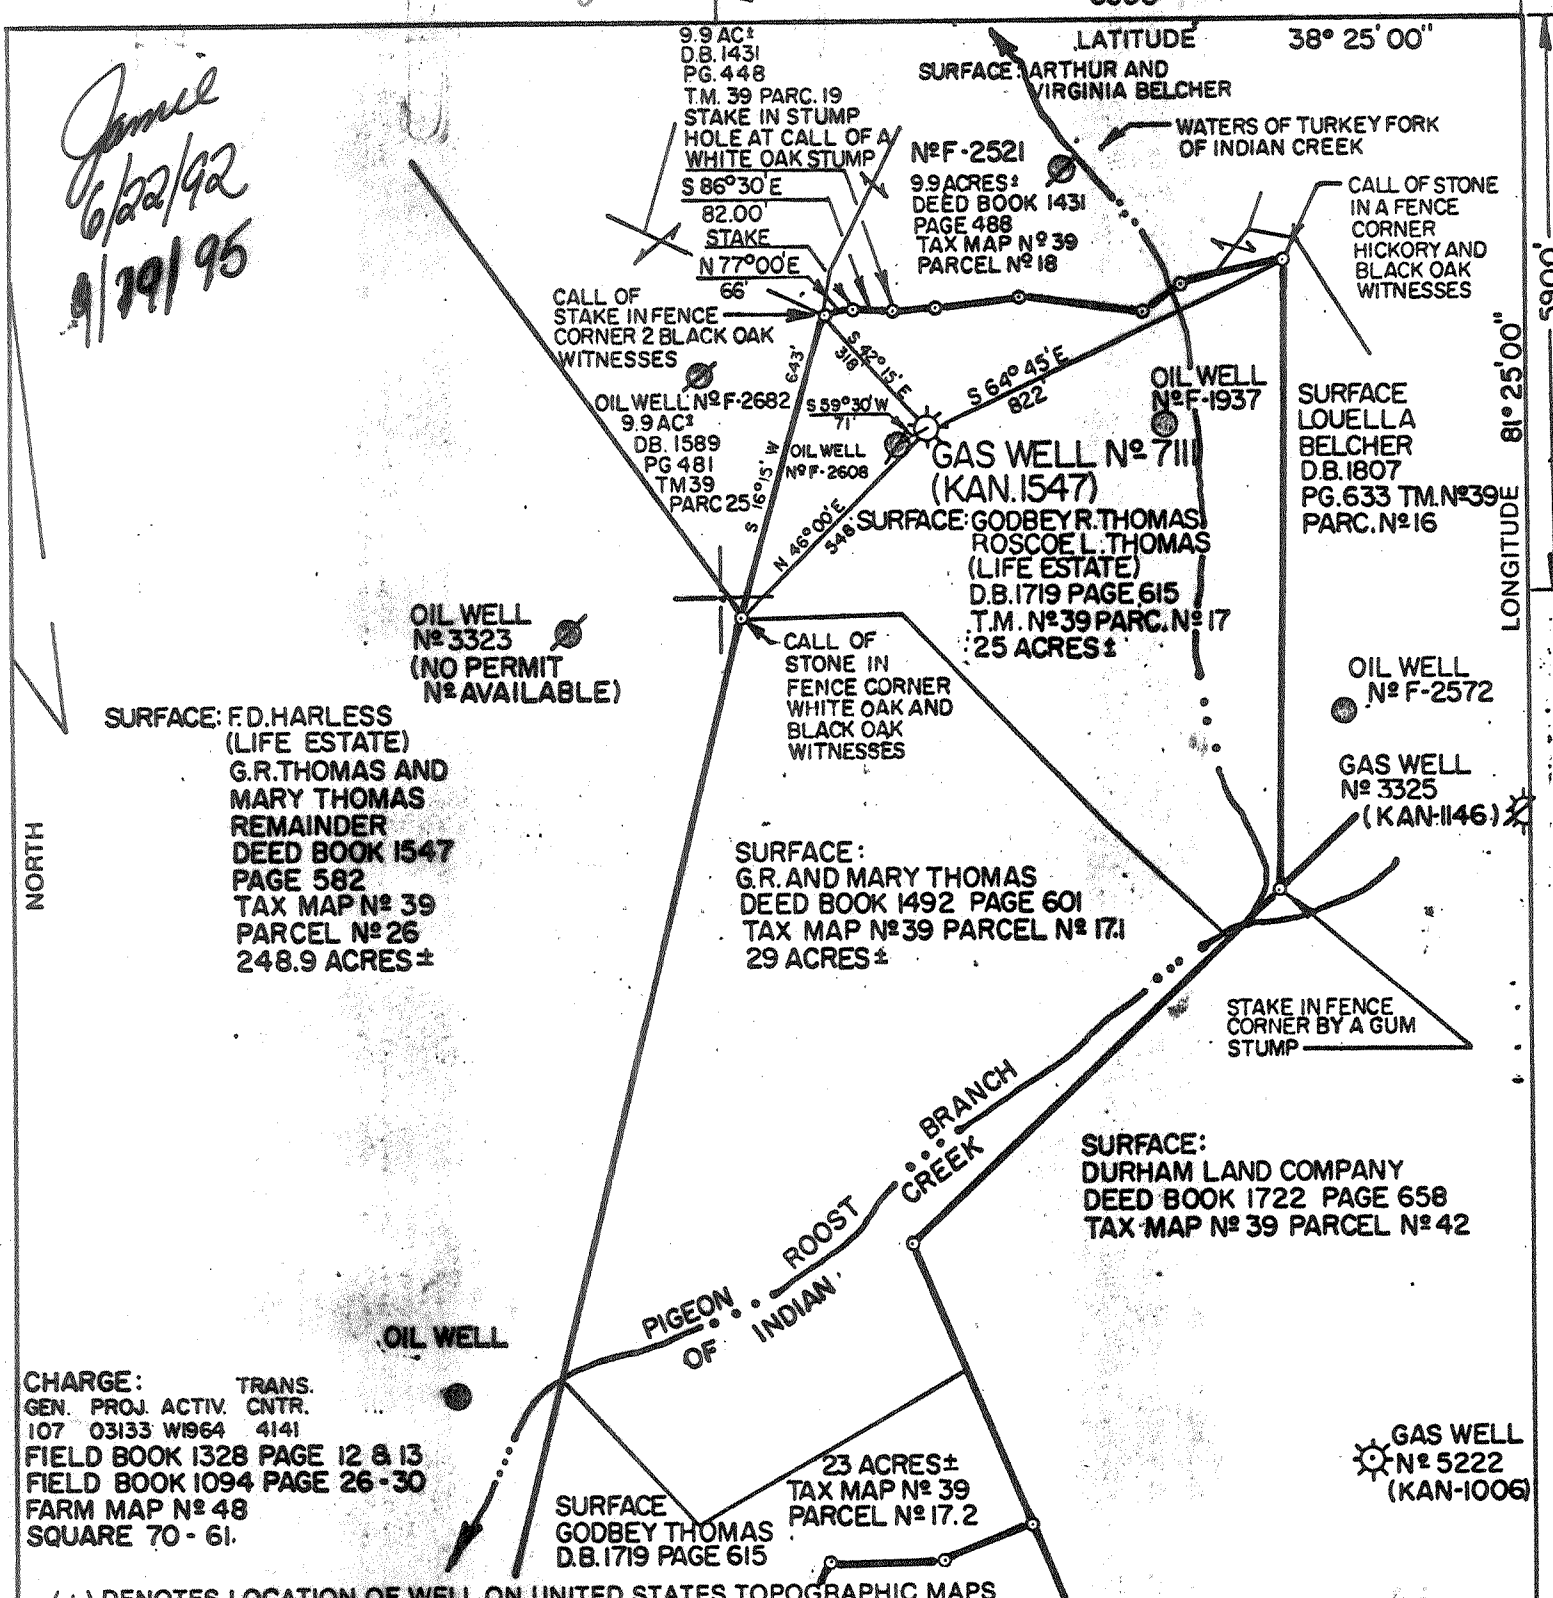 LATITUDE 38° 25' 00"
Jamie
6/22/92
9/19/95
9.9 AC±
D.B. 1431
PG. 448
T.M. 39 PARC. 19
STAKE IN STUMP
HOLE AT CALL OF A
WHITE OAK STUMP
S 86°30'E
82.00'
STAKE
N 77°00'E
66'
SURFACE: ARTHUR AND
VIRGINIA BELCHER
WATERS OF TURKEY FORK
OF INDIAN CREEK
Nº F-2521
9.9 ACRES±
DEED BOOK 1431
PAGE 488
TAX MAP Nº 39
PARCEL Nº 18
CALL OF STONE
IN A FENCE
CORNER
HICKORY AND
BLACK OAK
WITNESSES
5900'
LONGITUDE 81° 25' 00"
CALL OF
STAKE IN FENCE
CORNER 2 BLACK OAK
WITNESSES
OIL WELL Nº F-2682
9.9 AC±
DB. 1589
PG 481
TM 39
PARC 25
643'
S 16°15' W
S 42°15' E
318'
S 59°30' W
71'
OIL WELL
Nº F-2608
S 64° 45' E
822'
N 46°00'E
548'
OIL WELL
Nº F-1937
GAS WELL Nº 7111
(KAN. 1547)
SURFACE: GODBEY R. THOMAS
ROSCOE L. THOMAS
(LIFE ESTATE)
D.B. 1719 PAGE 615
T.M. Nº 39 PARC. Nº 17
25 ACRES±
SURFACE
LOUELLA
BELCHER
D.B. 1807
PG. 633 TM. Nº 39
PARC. Nº 16
OIL WELL
Nº 3323
(NO PERMIT
Nº AVAILABLE)
CALL OF
STONE IN
FENCE CORNER
WHITE OAK AND
BLACK OAK
WITNESSES
OIL WELL
Nº F-2572
GAS WELL
Nº 3325
(KAN-1146)
SURFACE: F.D. HARLESS
(LIFE ESTATE)
G.R. THOMAS AND
MARY THOMAS
REMAINDER
DEED BOOK 1547
PAGE 582
TAX MAP Nº 39
PARCEL Nº 26
248.9 ACRES±
NORTH
SURFACE:
G.R. AND MARY THOMAS
DEED BOOK 1492 PAGE 601
TAX MAP Nº 39 PARCEL Nº 17.1
29 ACRES±
STAKE IN FENCE
CORNER BY A GUM
STUMP
PIGEON ROOST BRANCH
OF INDIAN CREEK
SURFACE:
DURHAM LAND COMPANY
DEED BOOK 1722 PAGE 658
TAX MAP Nº 39 PARCEL Nº 42
OIL WELL
CHARGE: TRANS.
GEN. PROJ. ACTIV. CNTR.
107 03133 W1964 4141
FIELD BOOK 1328 PAGE 12 & 13
FIELD BOOK 1094 PAGE 26-30
FARM MAP Nº 48
SQUARE 70-61.
23 ACRES±
TAX MAP Nº 39
PARCEL Nº 17.2
SURFACE
GODBEY THOMAS
D.B. 1719 PAGE 615
GAS WELL
Nº 5222
(KAN-1006)
(+) DENOTES LOCATION OF WELL ON UNITED STATES TOPOGRAPHIC MAPS